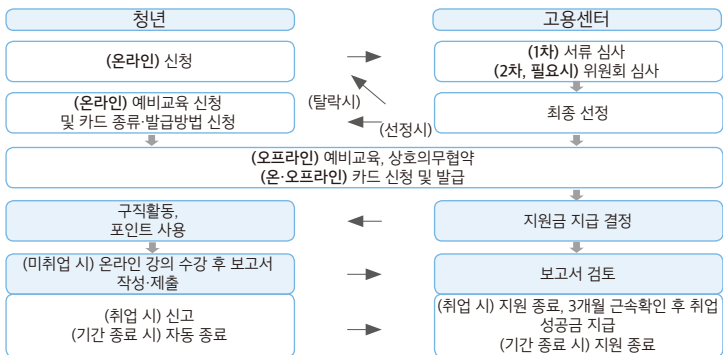 청년
고용센터
(온라인) 신청
(1차) 서류 심사
(2차, 필요시) 위원회 심사
(온라인) 예비교육 신청
및 카드 종류·발급방법 신청
(탈락시)
(선정시)
최종 선정
(오프라인) 예비교육, 상호의무협약
(온·오프라인) 카드 신청 및 발급
구직활동,
포인트 사용
지원금 지급 결정
(미취업 시) 온라인 강의 수강 후 보고서
작성·제출
보고서 검토
(취업 시) 신고
(기간 종료 시) 자동 종료
(취업 시) 지원 종료, 3개월 근속확인 후 취업
성공금 지급
(기간 종료 시) 지원 종료